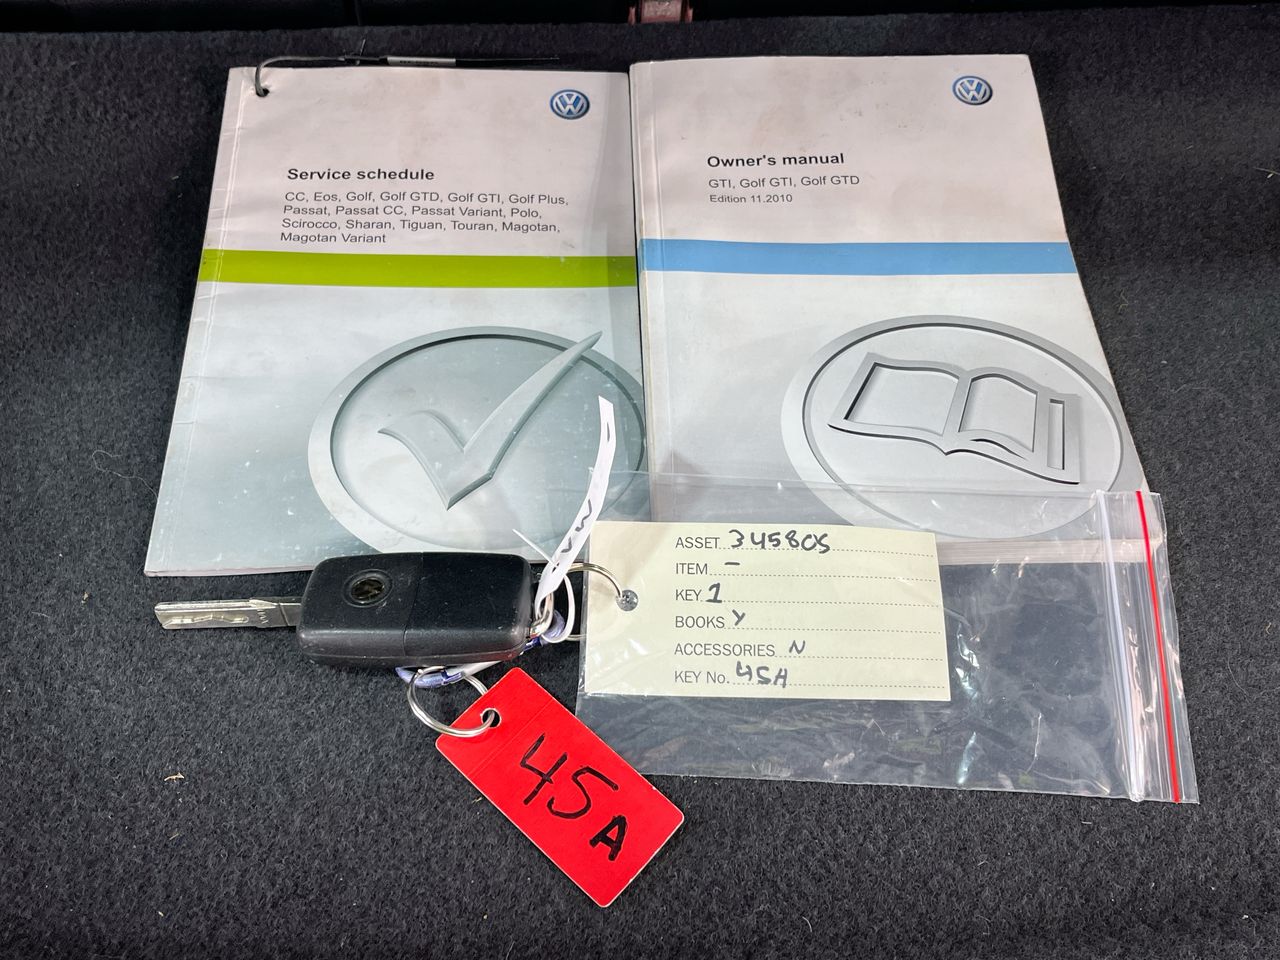 Service schedule
CC, Eos, Golf, Golf GTD, Golf GTI, Golf Plus,
Passat, Passat CC, Passat Variant, Polo,
Scirocco, Sharan, Tiguan, Touran, Magotan,
Magotan Variant
Owner's manual
GTI, Golf GTI, Golf GTD
Edition 11.2010
VW
ASSET 345805
ITEM -
KEY 1
BOOKS Y
ACCESSORIES N
KEY No. 45A
45A